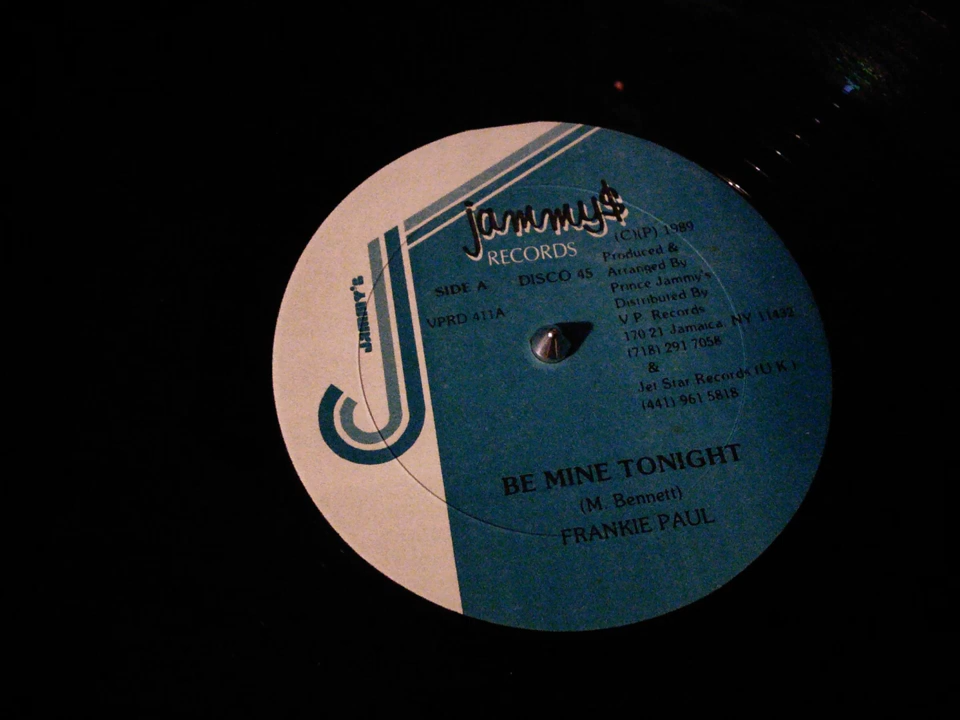 jammy$
RECORDS
JAMMY'S
SIDE A
DISCO 45
VPRD 411A
(C)(P) 1989
Produced &
Arranged By
Prince Jammy's
Distributed By
V P Records
170 21 Jamaica, NY 11432
(718) 291 7058
&
Jet Star Records (U K )
(441) 961 5818
BE MINE TONIGHT
(M. Bennett)
FRANKIE PAUL